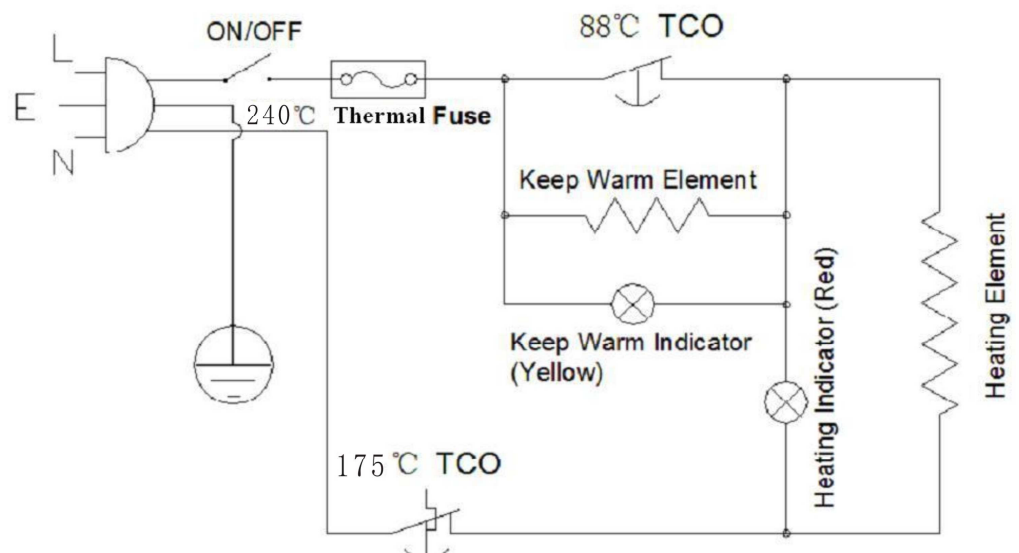 ON/OFF
88℃ TCO
L
E
N
240℃ Thermal Fuse
Keep Warm Element
Keep Warm Indicator
(Yellow)
Heating Indicator (Red)
Heating Element
175℃ TCO